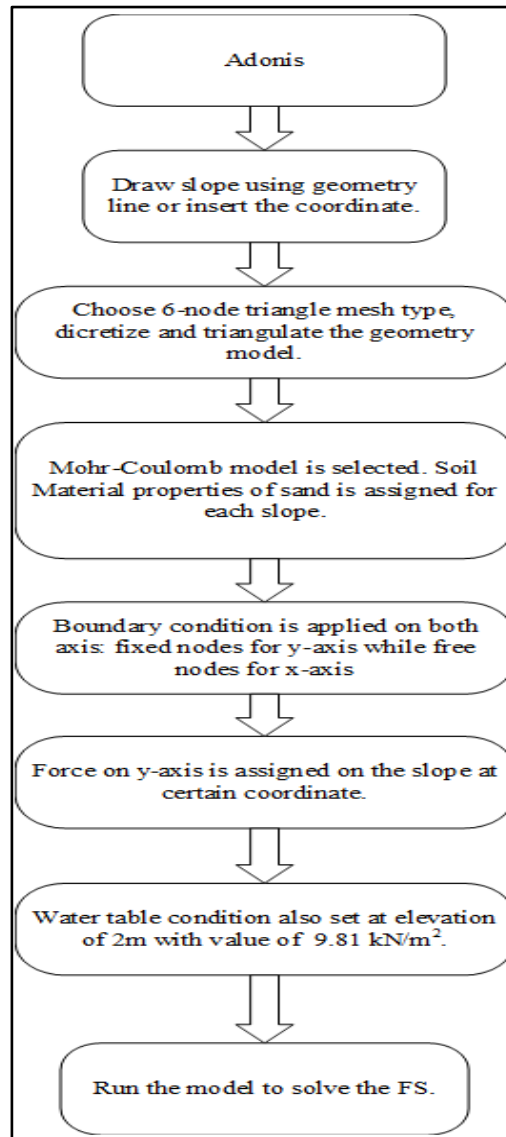 Adonis
Draw slope using geometry
line or insert the coordinate.
Choose 6-node triangle mesh type,
dicretize and triangulate the geometry
model.
Mohr-Coulomb model is selected. Soil
Material properties of sand is assigned for
each slope.
Boundary condition is applied on both
axis: fixed nodes for y-axis while free
nodes for x-axis
Force on y-axis is assigned on the slope at
certain coordinate.
Water table condition also set at elevation
of 2m with value of 9.81 kN/m².
Run the model to solve the FS.